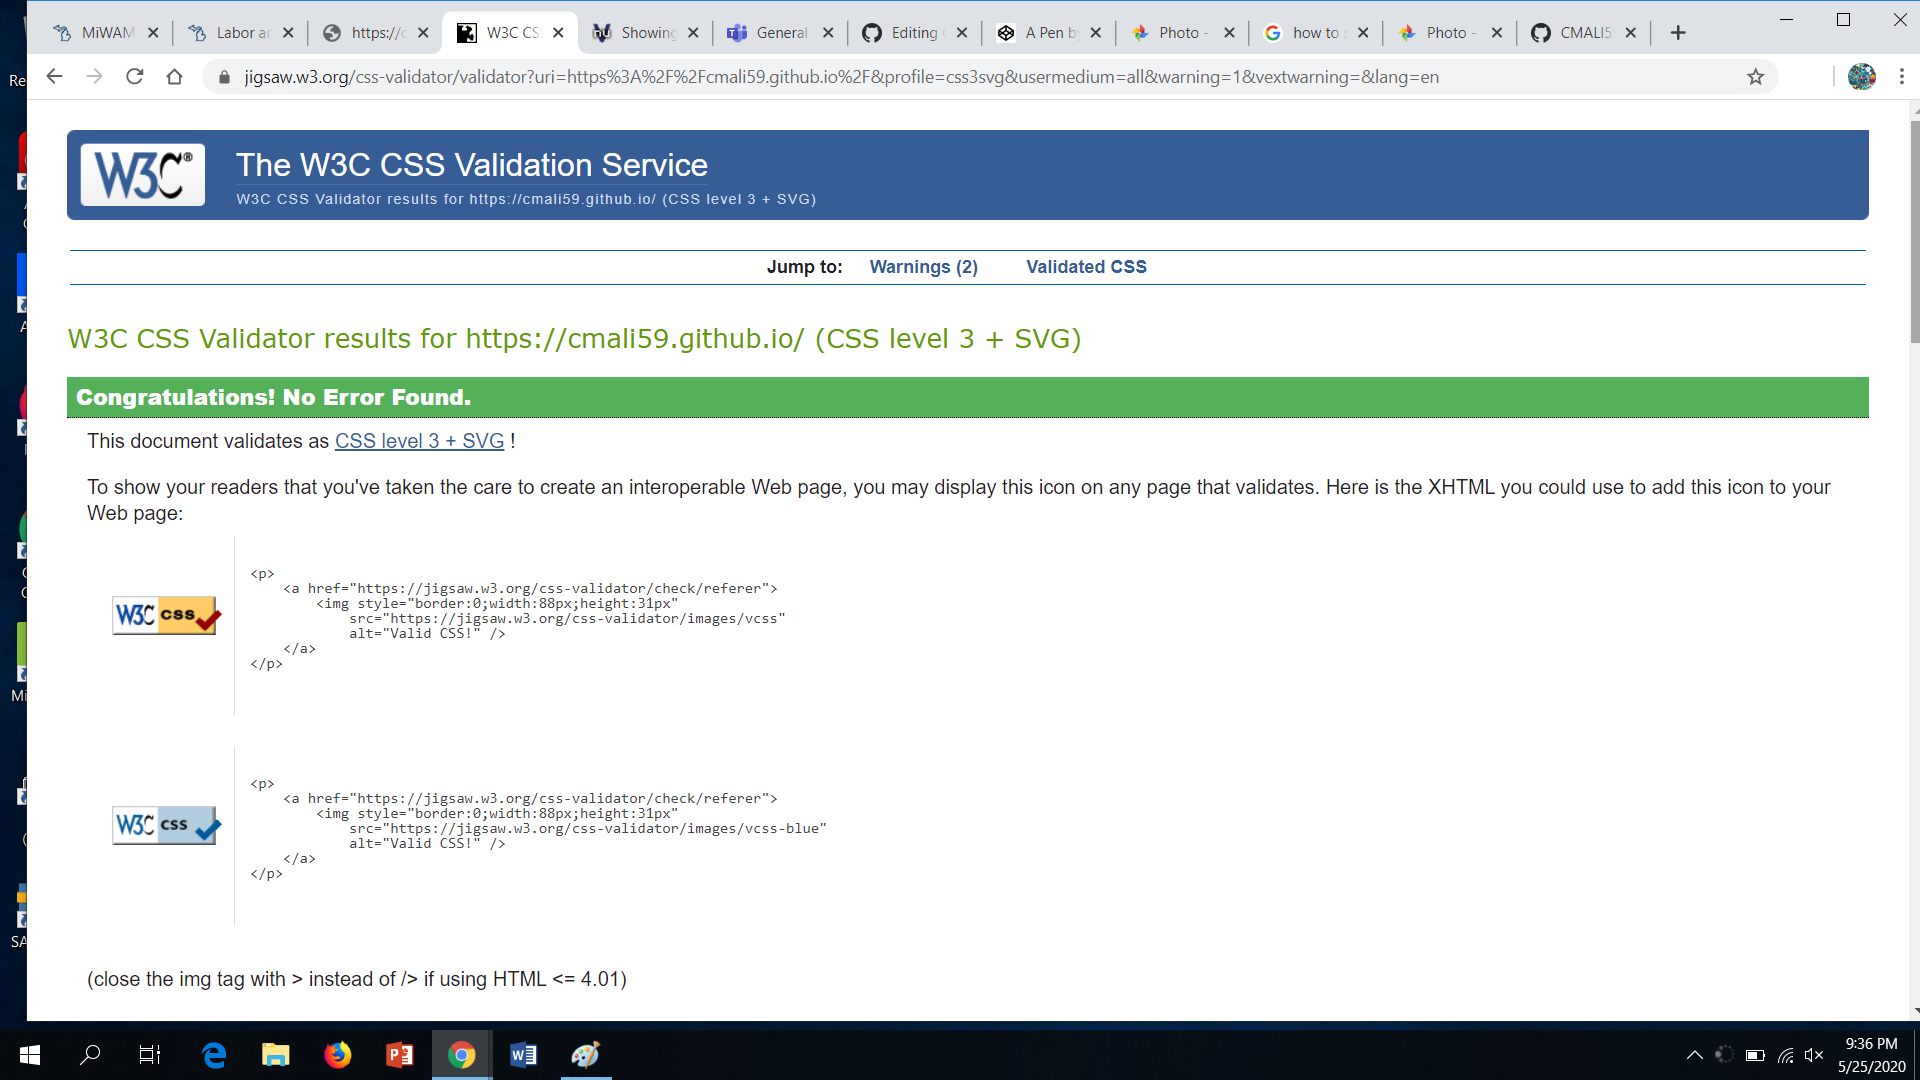 MiWAM
Labor an
https://c
W3C CS
Showing
General
Editing
A Pen b
Photo -
how to s
Photo -
CMALI5
jigsaw.w3.org/css-validator/validator?uri=https%3A%2F%2Fcmali59.github.io%2F&profile=css3svg&usermedium=all&warning=1&vextwarning=&lang=en
Re
W3C®
The W3C CSS Validation Service
W3C CSS Validator results for https://cmali59.github.io/ (CSS level 3 + SVG)
Jump to: Warnings (2) Validated CSS
W3C CSS Validator results for https://cmali59.github.io/ (CSS level 3 + SVG)
Congratulations! No Error Found.
This document validates as CSS level 3 + SVG !
To show your readers that you've taken the care to create an interoperable Web page, you may display this icon on any page that validates. Here is the XHTML you could use to add this icon to your
Web page:
W3C css
<p>
<a href="https://jigsaw.w3.org/css-validator/check/referer">
<img style="border:0;width:88px;height:31px"
src="https://jigsaw.w3.org/css-validator/images/vcss"
alt="Valid CSS!" />
</a>
</p>
Mi
W3C css
<p>
<a href="https://jigsaw.w3.org/css-validator/check/referer">
<img style="border:0;width:88px;height:31px"
src="https://jigsaw.w3.org/css-validator/images/vcss-blue"
alt="Valid CSS!" />
</a>
</p>
SA
(close the img tag with > instead of /> if using HTML <= 4.01)
9:36 PM
5/25/2020